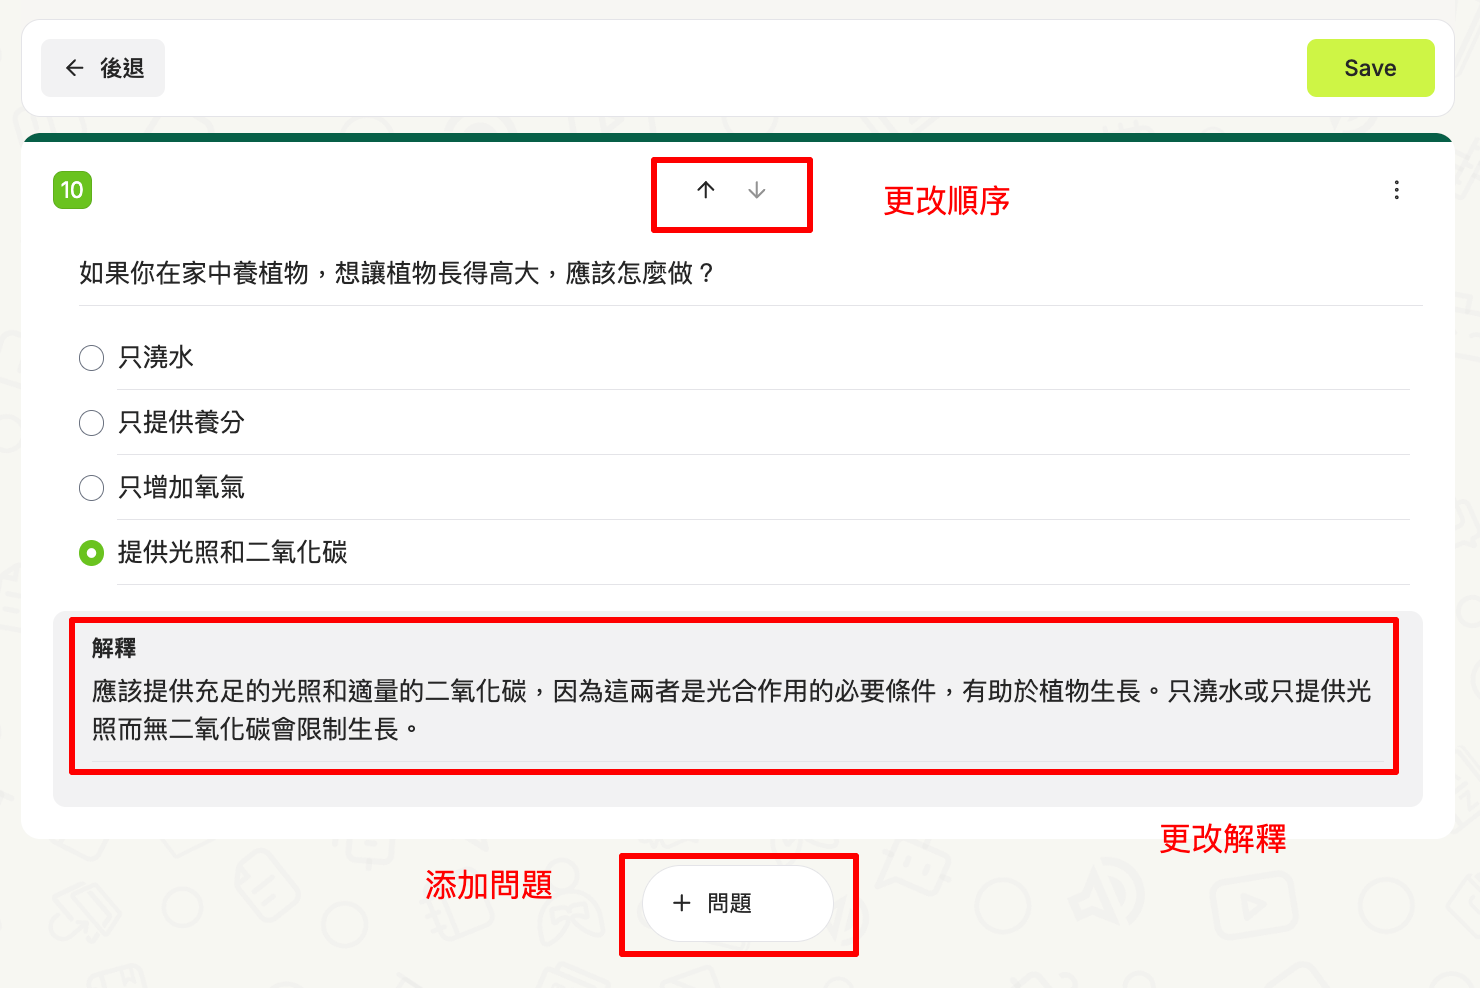 後退
Save
10
更改順序
如果你在家中養植物，想讓植物長得高大，應該怎麼做？
只澆水
只提供養分
只增加氧氣
提供光照和二氧化碳
解釋
應該提供充足的光照和適量的二氧化碳，因為這兩者是光合作用的必要條件，有助於植物生長。只澆水或只提供光
照而無二氧化碳會限制生長。
更改解釋
添加問題
問題